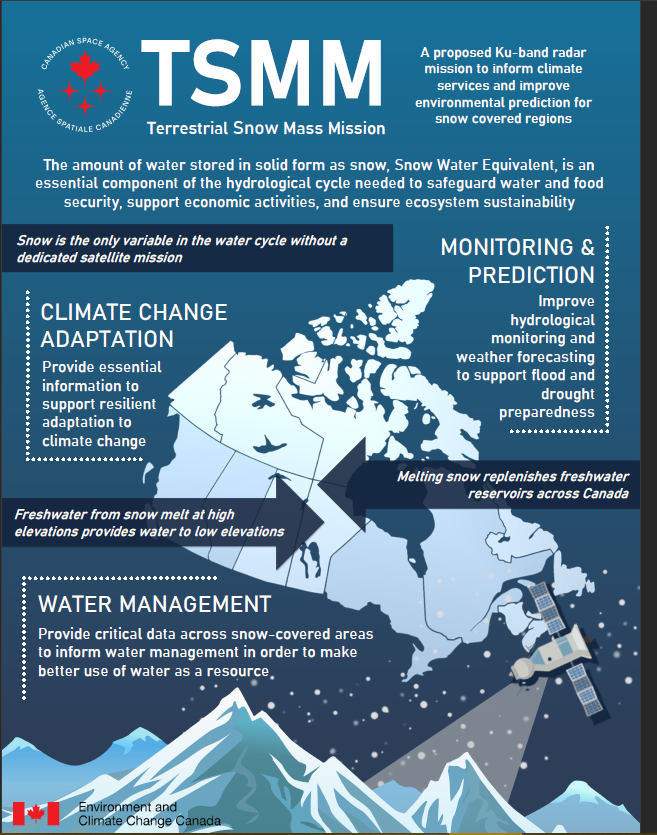 CANADIAN SPACE AGENCY
AGENCE SPATIALE CANADIENNE
TSMM
Terrestrial Snow Mass Mission
A proposed Ku-band radar
mission to inform climate
services and improve
environmental prediction for
snow covered regions
The amount of water stored in solid form as snow, Snow Water Equivalent, is an
essential component of the hydrological cycle needed to safeguard water and food
security, support economic activities, and ensure ecosystem sustainability
Snow is the only variable in the water cycle without a
dedicated satellite mission
MONITORING &
PREDICTION
Improve
hydrological
monitoring and
weather forecasting
to support flood and
drought
preparedness
CLIMATE CHANGE
ADAPTATION
Provide essential
information to
support resilient
adaptation to
climate change
Melting snow replenishes freshwater
reservoirs across Canada
Freshwater from snow melt at high
elevations provides water to low elevations
WATER MANAGEMENT
Provide critical data across snow-covered areas
to inform water management in order to make
better use of water as a resource
Environment and
Climate Change Canada